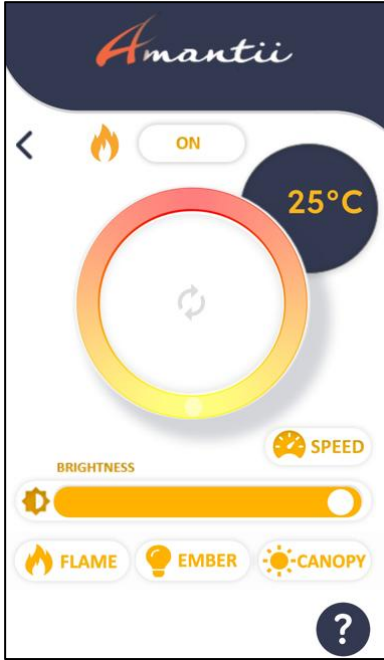 Amantii
ON
25°C
SPEED
BRIGHTNESS
FLAME
EMBER
CANOPY
?